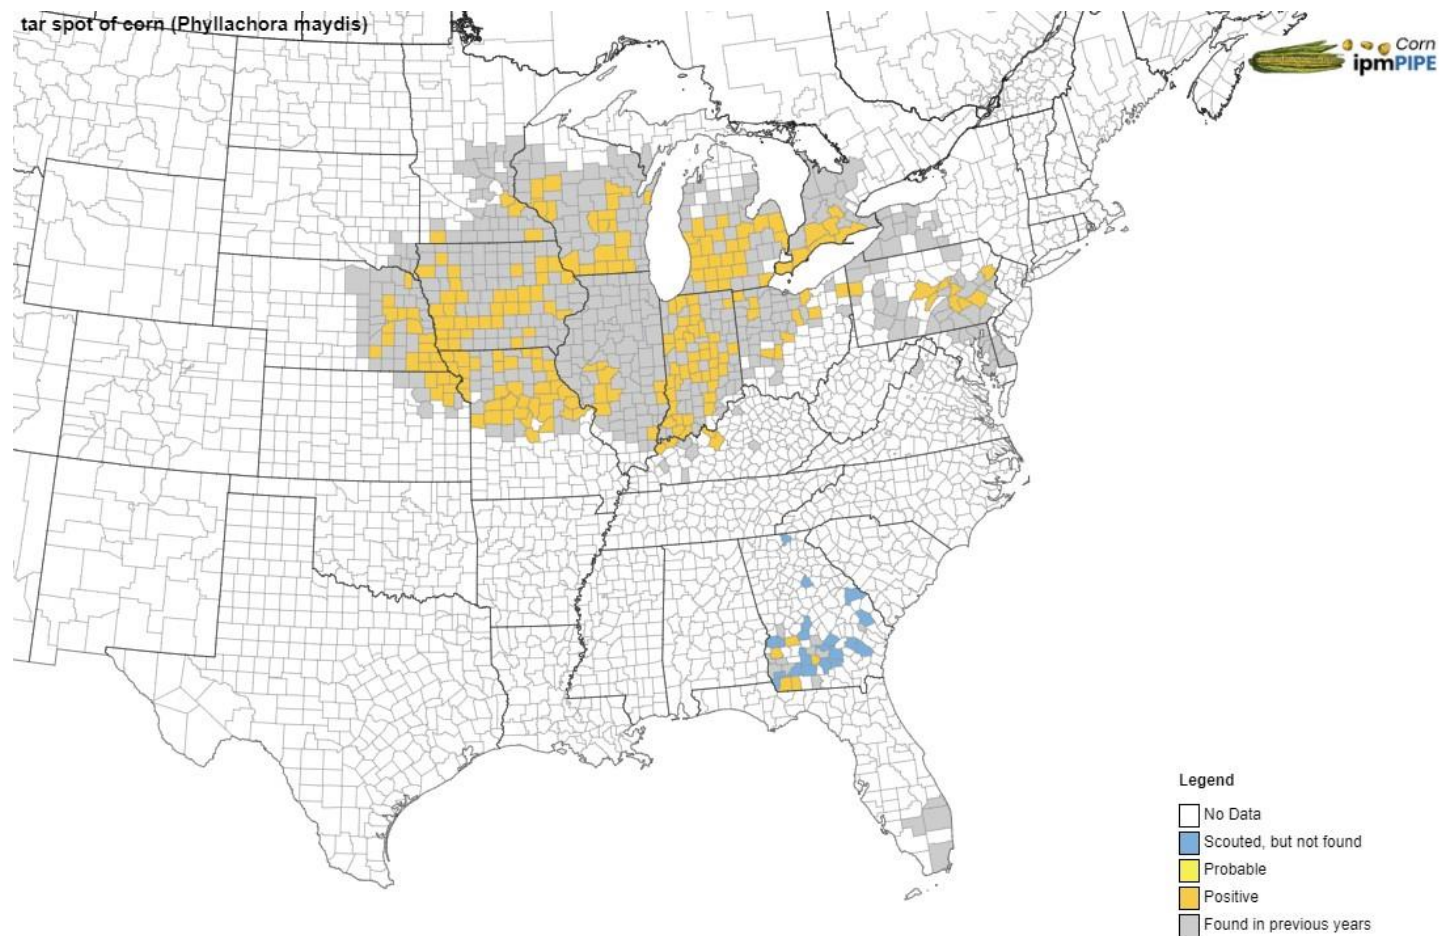 tar spot of corn (Phyllachora maydis)
Corn
ipmPIPE
Legend
No Data
Scouted, but not found
Probable
Positive
Found in previous years